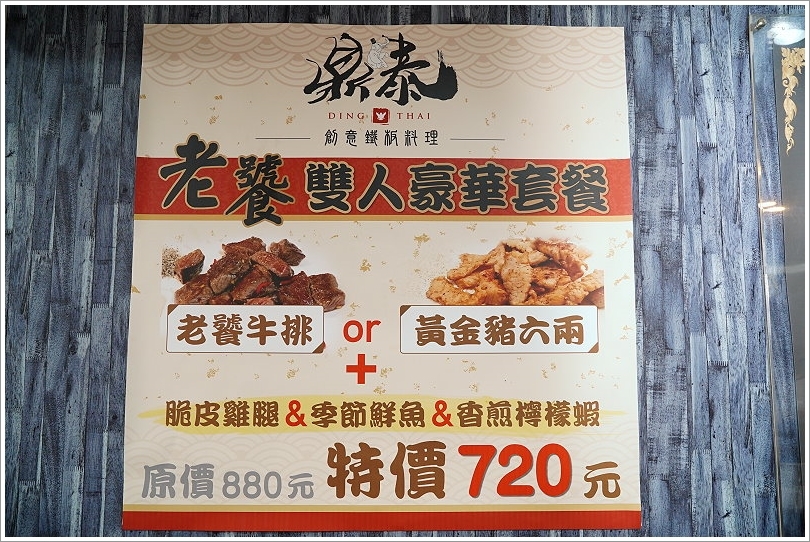 鼎泰
DING THAI
創意鐵板料理
老饕雙人豪華套餐
老饕牛排 or 黃金豬六兩
+
脆皮雞腿&季節鮮魚&香煎檸檬蝦
原價880元 特價720元